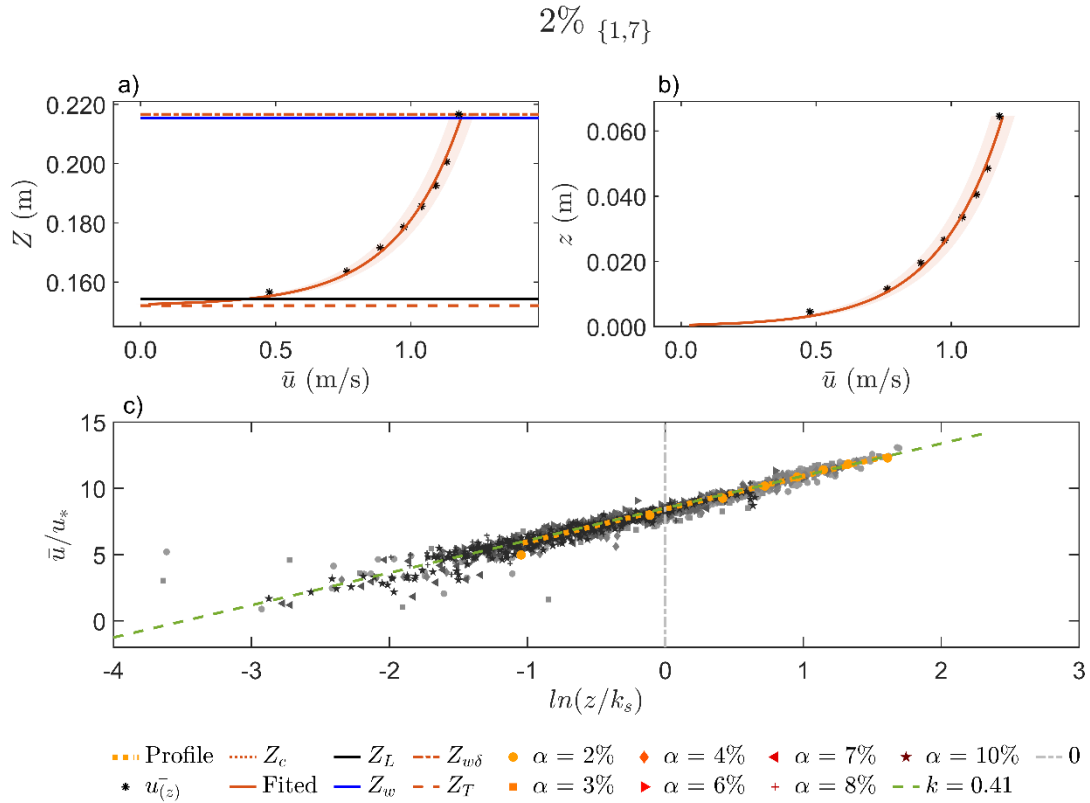 2% {1,7}
a)
b)
0.220
0.200
0.180
0.160
Z (m)
0.0 0.5 1.0
ū (m/s)
0.060
0.040
0.020
0.000
z (m)
0.0 0.5 1.0
ū (m/s)
c)
15
10
5
0
ū/u*
-4 -3 -2 -1 0 1 2 3
ln(z/ks)
Profile Zc ZL Zwδ α = 2% α = 4% α = 7% α = 10% 0
ū(z) Fited Zw ZT α = 3% α = 6% α = 8% k = 0.41